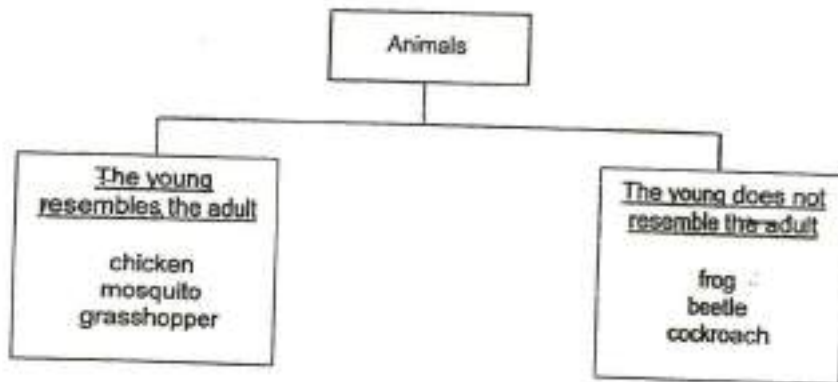 Animals
The young
resembles the adult
chicken
mosquito
grasshopper
The young does not
resemble the adult
frog
beetle
cockroach